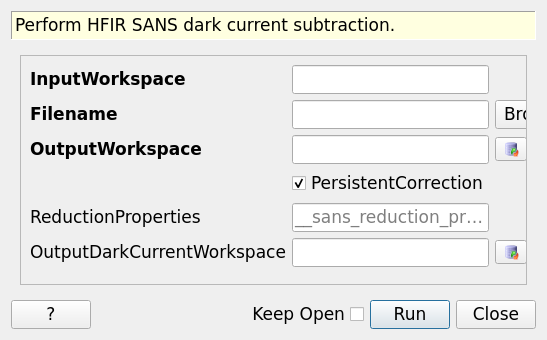 Perform HFIR SANS dark current subtraction.
InputWorkspace
Filename Bro
OutputWorkspace
PersistentCorrection
ReductionProperties __sans_reduction_pr...
OutputDarkCurrentWorkspace
? Keep Open Run Close